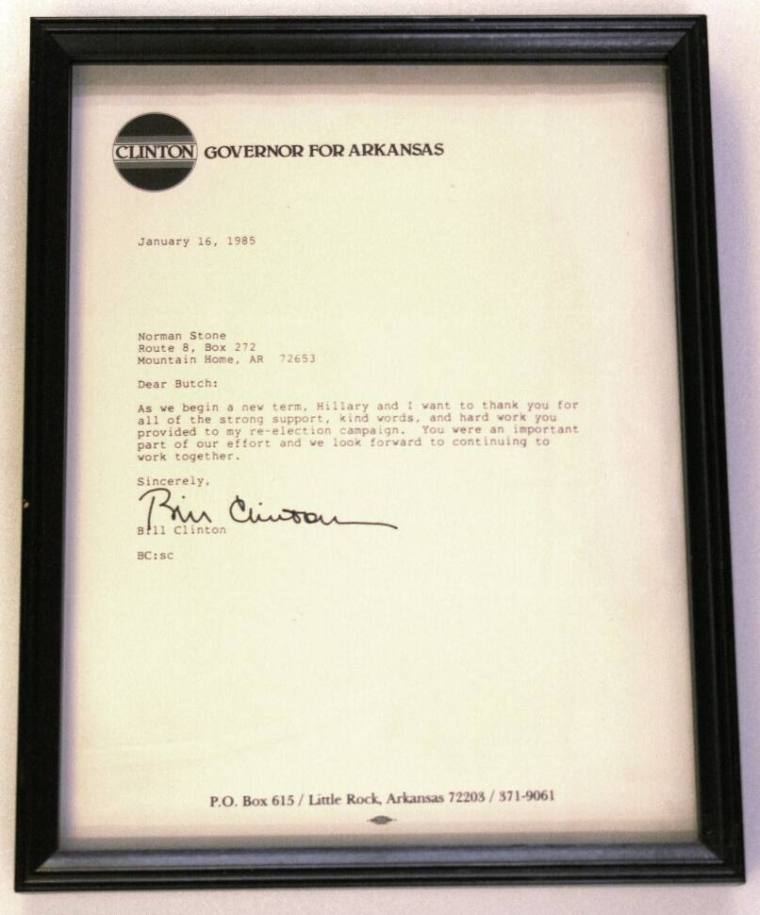 CLINTON GOVERNOR FOR ARKANSAS
January 16, 1985
Norman Stone
Route 8, Box 272
Mountain Home, AR 72653
Dear Butch:
As we begin a new term, Hillary and I want to thank you for
all of the strong support, kind words, and hard work you
provided to my re-election campaign. You were an important
part of our effort and we look forward to continuing to
work together.
Sincerely,
Bill Clinton
Bill Clinton
BC:sc
P.O. Box 615 / Little Rock, Arkansas 72203 / 371-9061